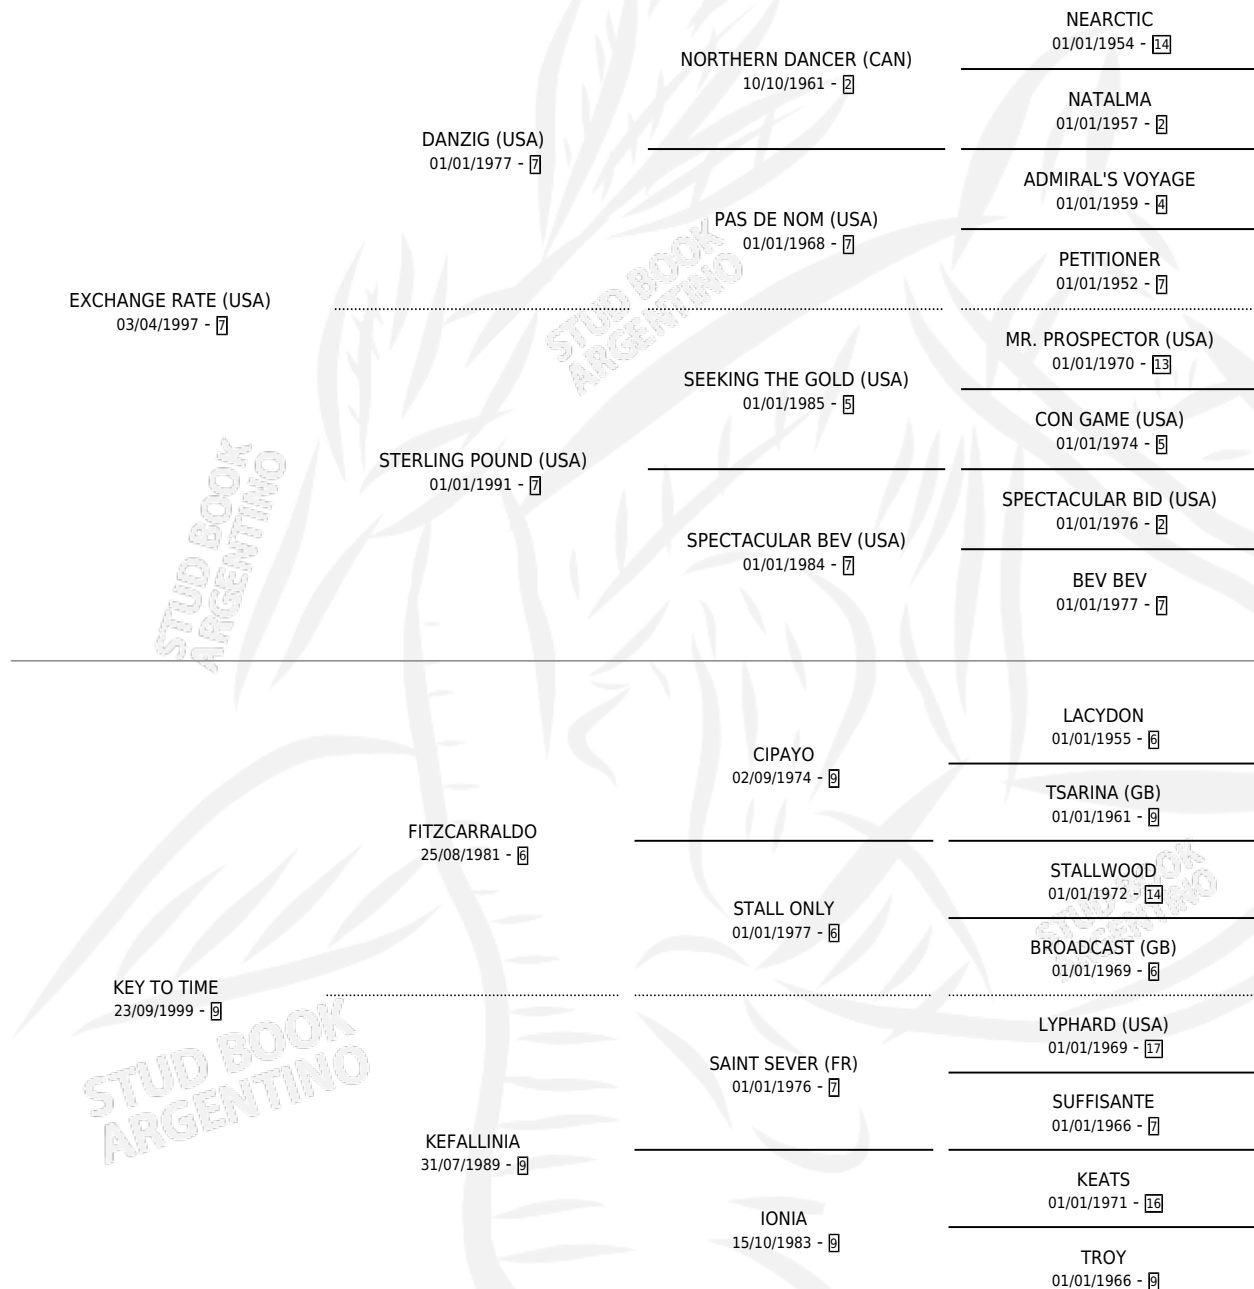 NEARCTIC
01/01/1954 - 14
NORTHERN DANCER (CAN)
10/10/1961 - 2
NATALMA
01/01/1957 - 2
DANZIG (USA)
01/01/1977 - 7
ADMIRAL'S VOYAGE
01/01/1959 - 4
PAS DE NOM (USA)
01/01/1968 - 7
PETITIONER
01/01/1952 - 7
EXCHANGE RATE (USA)
03/04/1997 - 7
STUD BOOK
ARGENTINO
MR. PROSPECTOR (USA)
01/01/1970 - 13
SEEKING THE GOLD (USA)
01/01/1985 - 5
CON GAME (USA)
01/01/1974 - 5
STERLING POUND (USA)
01/01/1991 - 7
SPECTACULAR BID (USA)
01/01/1976 - 2
SPECTACULAR BEV (USA)
01/01/1984 - 7
BEV BEV
01/01/1977 - 7
STUD BOOK
ARGENTINO
LACYDON
01/01/1955 - 6
CIPAYO
02/09/1974 - 9
TSARINA (GB)
01/01/1961 - 9
FITZCARRALDO
25/08/1981 - 6
STALLWOOD
01/01/1972 - 14
STALL ONLY
01/01/1977 - 6
BROADCAST (GB)
01/01/1969 - 6
STUD BOOK
ARGENTINO
KEY TO TIME
23/09/1999 - 9
LYPHARD (USA)
01/01/1969 - 17
SAINT SEVER (FR)
01/01/1976 - 7
SUFFISANTE
01/01/1966 - 7
STUD BOOK
ARGENTINO
KEFALLINIA
31/07/1989 - 9
KEATS
01/01/1971 - 16
IONIA
15/10/1983 - 9
TROY
01/01/1966 - 9